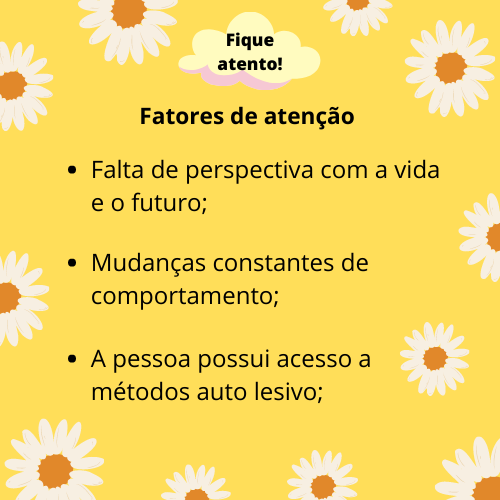 Fique
atento!
Fatores de atenção
• Falta de perspectiva com a vida
e o futuro;
• Mudanças constantes de
comportamento;
• A pessoa possui acesso a
métodos auto lesivo;